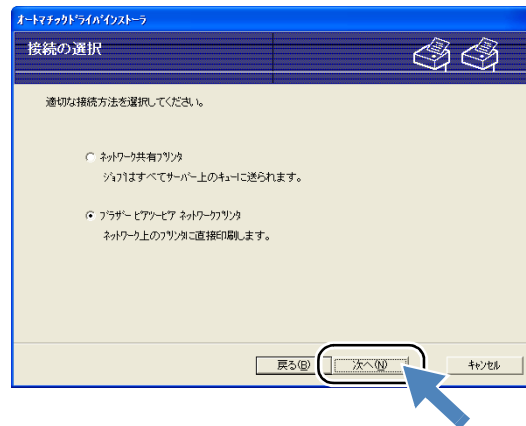 オートマチックドライバインストーラ
接続の選択
適切な接続方法を選択してください。
ネットワーク共有プリンタ
ジョブはすべてサーバー上のキューに送られます。
ブラザー ピアツーピア ネットワークプリンタ
ネットワーク上のプリンタに直接印刷します。
戻る(B) 次へ(N) キャンセル